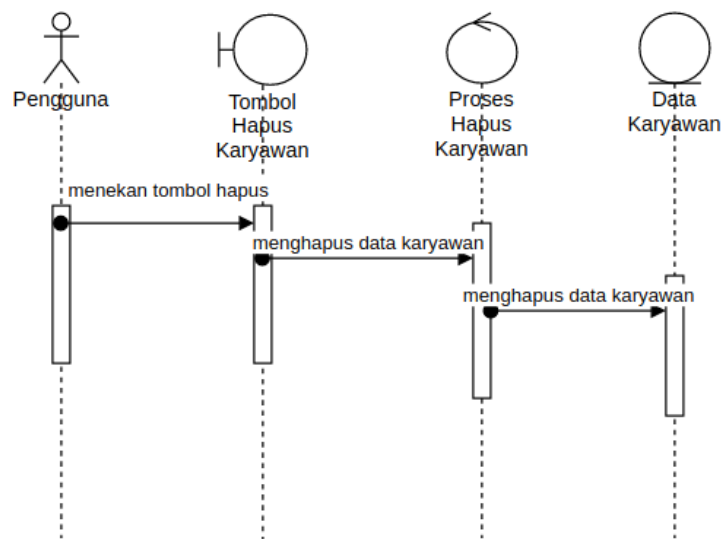 Pengguna
Tombol
Hapus
Karyawan
Proses
Hapus
Karyawan
Data
Karyawan
menekan tombol hapus
menghapus data karyawan
menghapus data karyawan